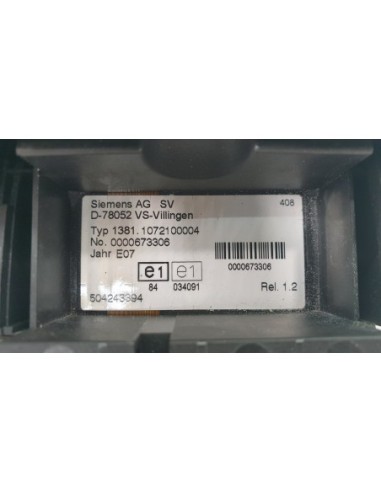 Siemens AG SV 408
D-78052 VS-Villingen
Typ 1381.1072100004
No. 0000673306
Jahr E07
e1 e1 0000673306
84 034091
504243394 Rel. 1.2